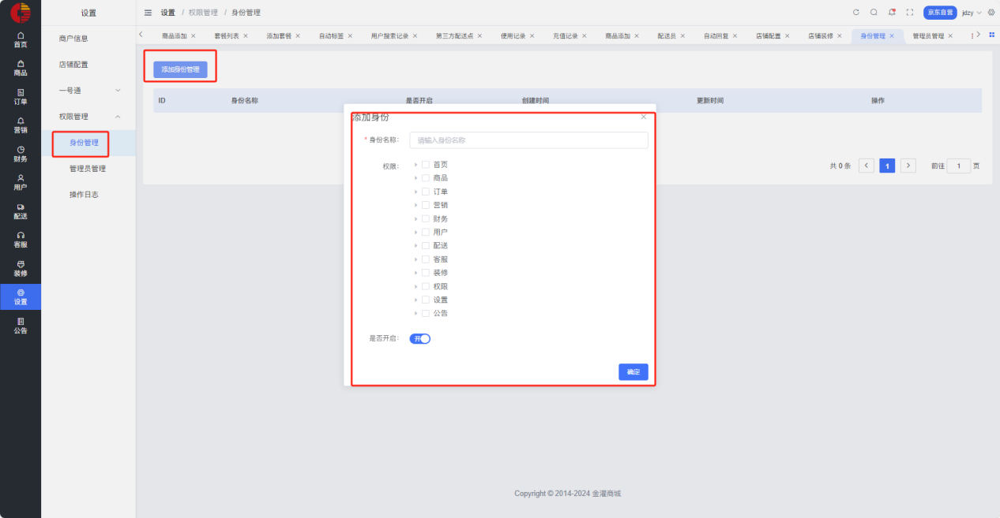 首页
商品
订单
营销
财务
用户
配送
客服
装修
设置
公告
设置
商户信息
店铺配置
一号通
权限管理
身份管理
管理员管理
操作日志
设置 / 权限管理 / 身份管理
京东自营 jdzy
商品添加 × 套餐列表 × 添加套餐 × 自动标签 × 用户搜索记录 × 第三方配送点 × 使用记录 × 充值记录 × 商品添加 × 配送员 × 自动回复 × 店铺配置 × 店铺装修 × 身份管理 × 管理员管理 ×
添加身份管理
ID 身份名称 是否开启 创建时间 更新时间 操作
共 0 条 < 1 > 前往 1 页
添加身份 ×
* 身份名称: 请输入身份名称
权限: 首页
商品
订单
营销
财务
用户
配送
客服
装修
权限
设置
公告
是否开启: 开
确定
Copyright © 2014-2024 金灌商城